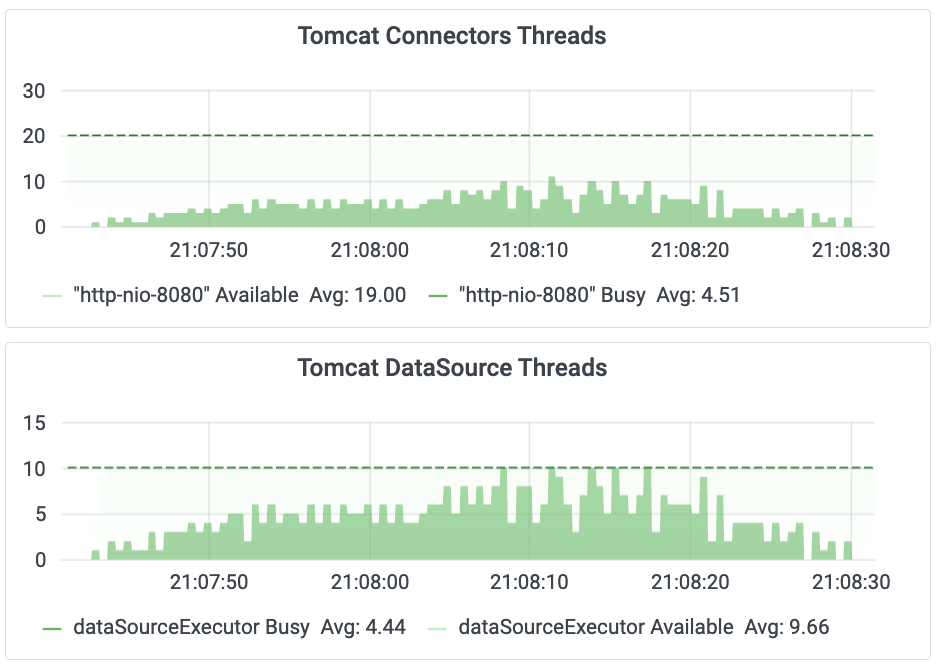 Tomcat Connectors Threads
30
20
10
0
21:07:50 21:08:00 21:08:10 21:08:20 21:08:30
"http-nio-8080" Available Avg: 19.00 "http-nio-8080" Busy Avg: 4.51
Tomcat DataSource Threads
15
10
5
0
21:07:50 21:08:00 21:08:10 21:08:20 21:08:30
dataSourceExecutor Busy Avg: 4.44 dataSourceExecutor Available Avg: 9.66